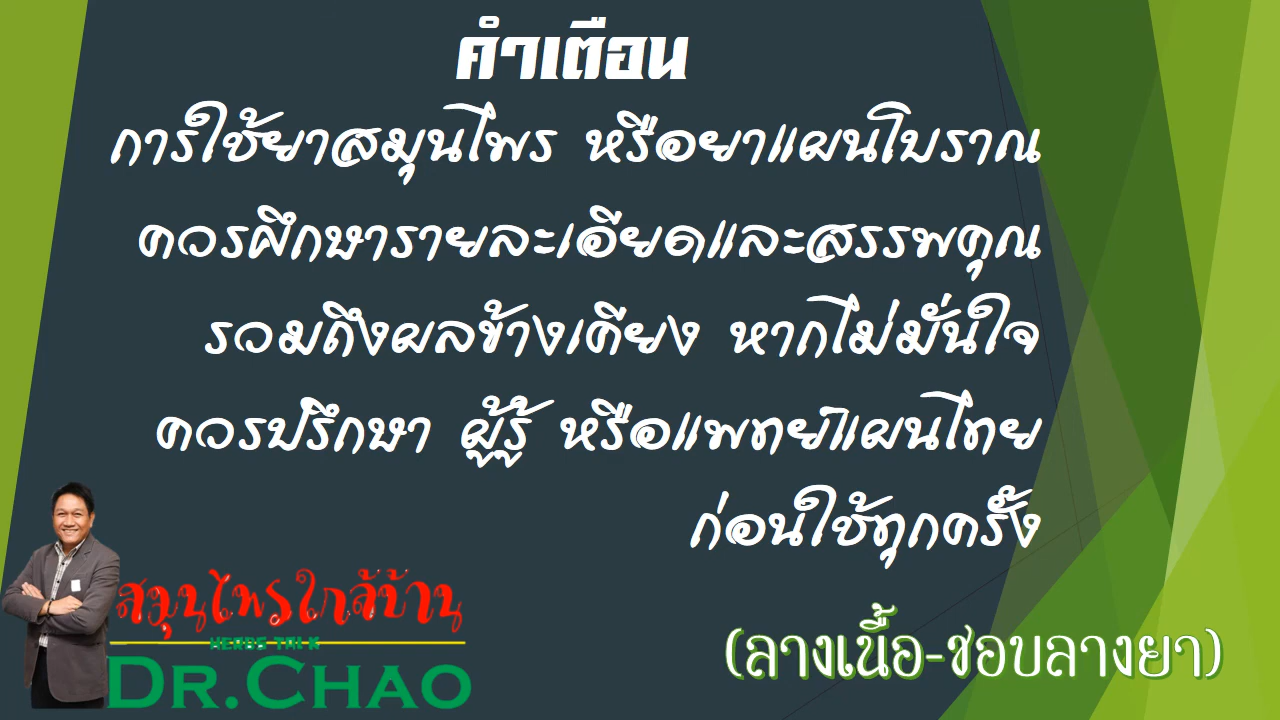 คำเตือน
การใช้ยาสมุนไพร หรือยาแผนโบราณ
ควรศึกษารายละเอียดและสรรพคุณ
รวมถึงผลข้างเคียง หากไม่มั่นใจ
ควรปรึกษา ผู้รู้ หรือแพทย์แผนไทย
ก่อนใช้ทุกครั้ง
สมุนไพรใกล้บ้าน
HERBS TALK
DR.CHAO
(ลางเนื้อ-ชอบลางยา)